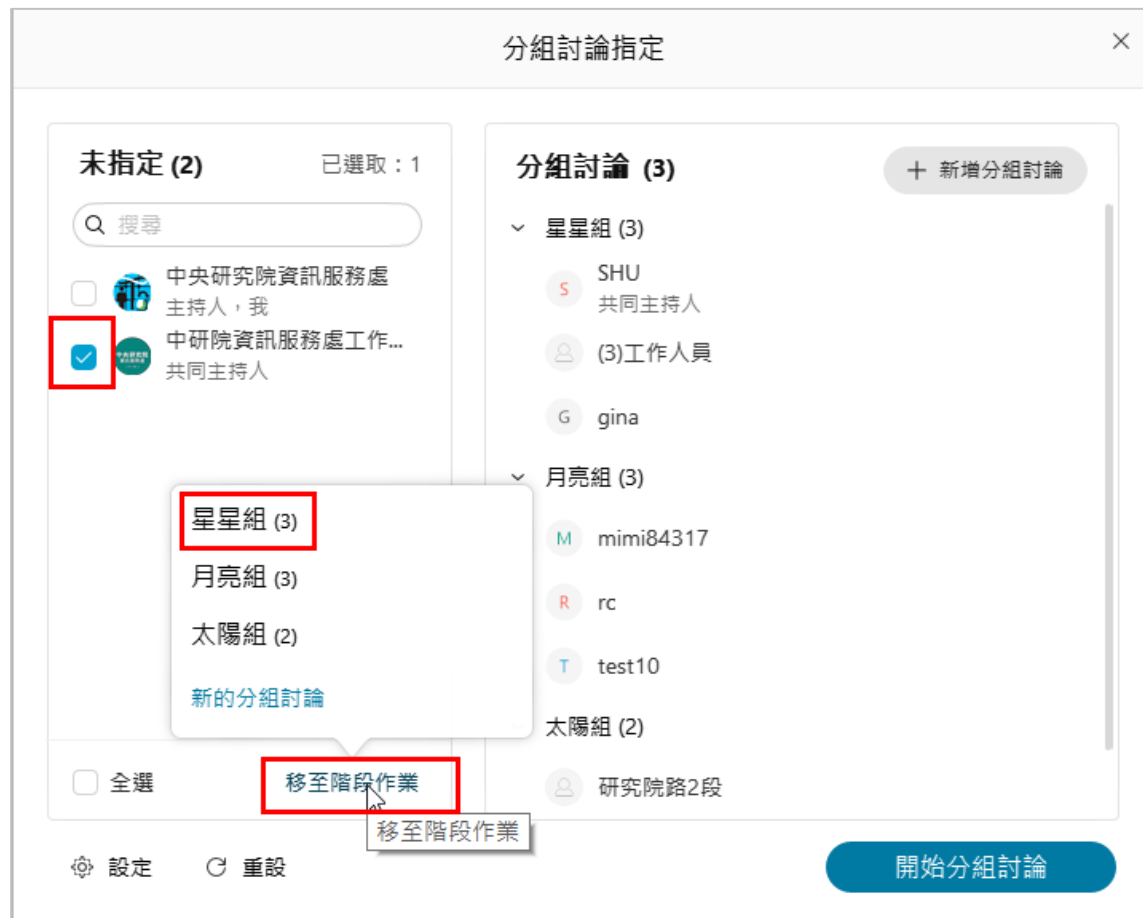 分組討論指定
未指定 (2) 已選取：1
搜尋
中央研究院資訊服務處
主持人，我
中研院資訊服務處工作...
共同主持人
星星組 (3)
月亮組 (3)
太陽組 (2)
新的分組討論
全選 移至階段作業
移至階段作業
分組討論 (3) + 新增分組討論
星星組 (3)
S SHU
共同主持人
(3)工作人員
G gina
月亮組 (3)
M mimi84317
R rc
T test10
太陽組 (2)
研究院路2段
設定 重設 開始分組討論